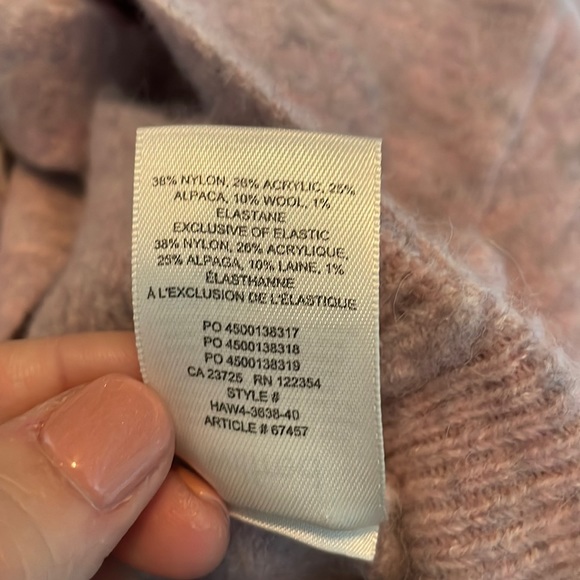 38% NYLON, 26% ACRYLIC, 25%
ALPACA, 10% WOOL, 1%
ELASTANE
EXCLUSIVE OF ELASTIC
38% NYLON, 26% ACRYLIQUE,
25% ALPAGA, 10% LAINE, 1%
ÉLASTHANNE
À L'EXCLUSION DE L'ÉLASTIQUE
PO 4500138317
PO 4500138318
PO 4500138319
CA 23725 RN 122354
STYLE #
HAW4-3638-40
ARTICLE # 67457